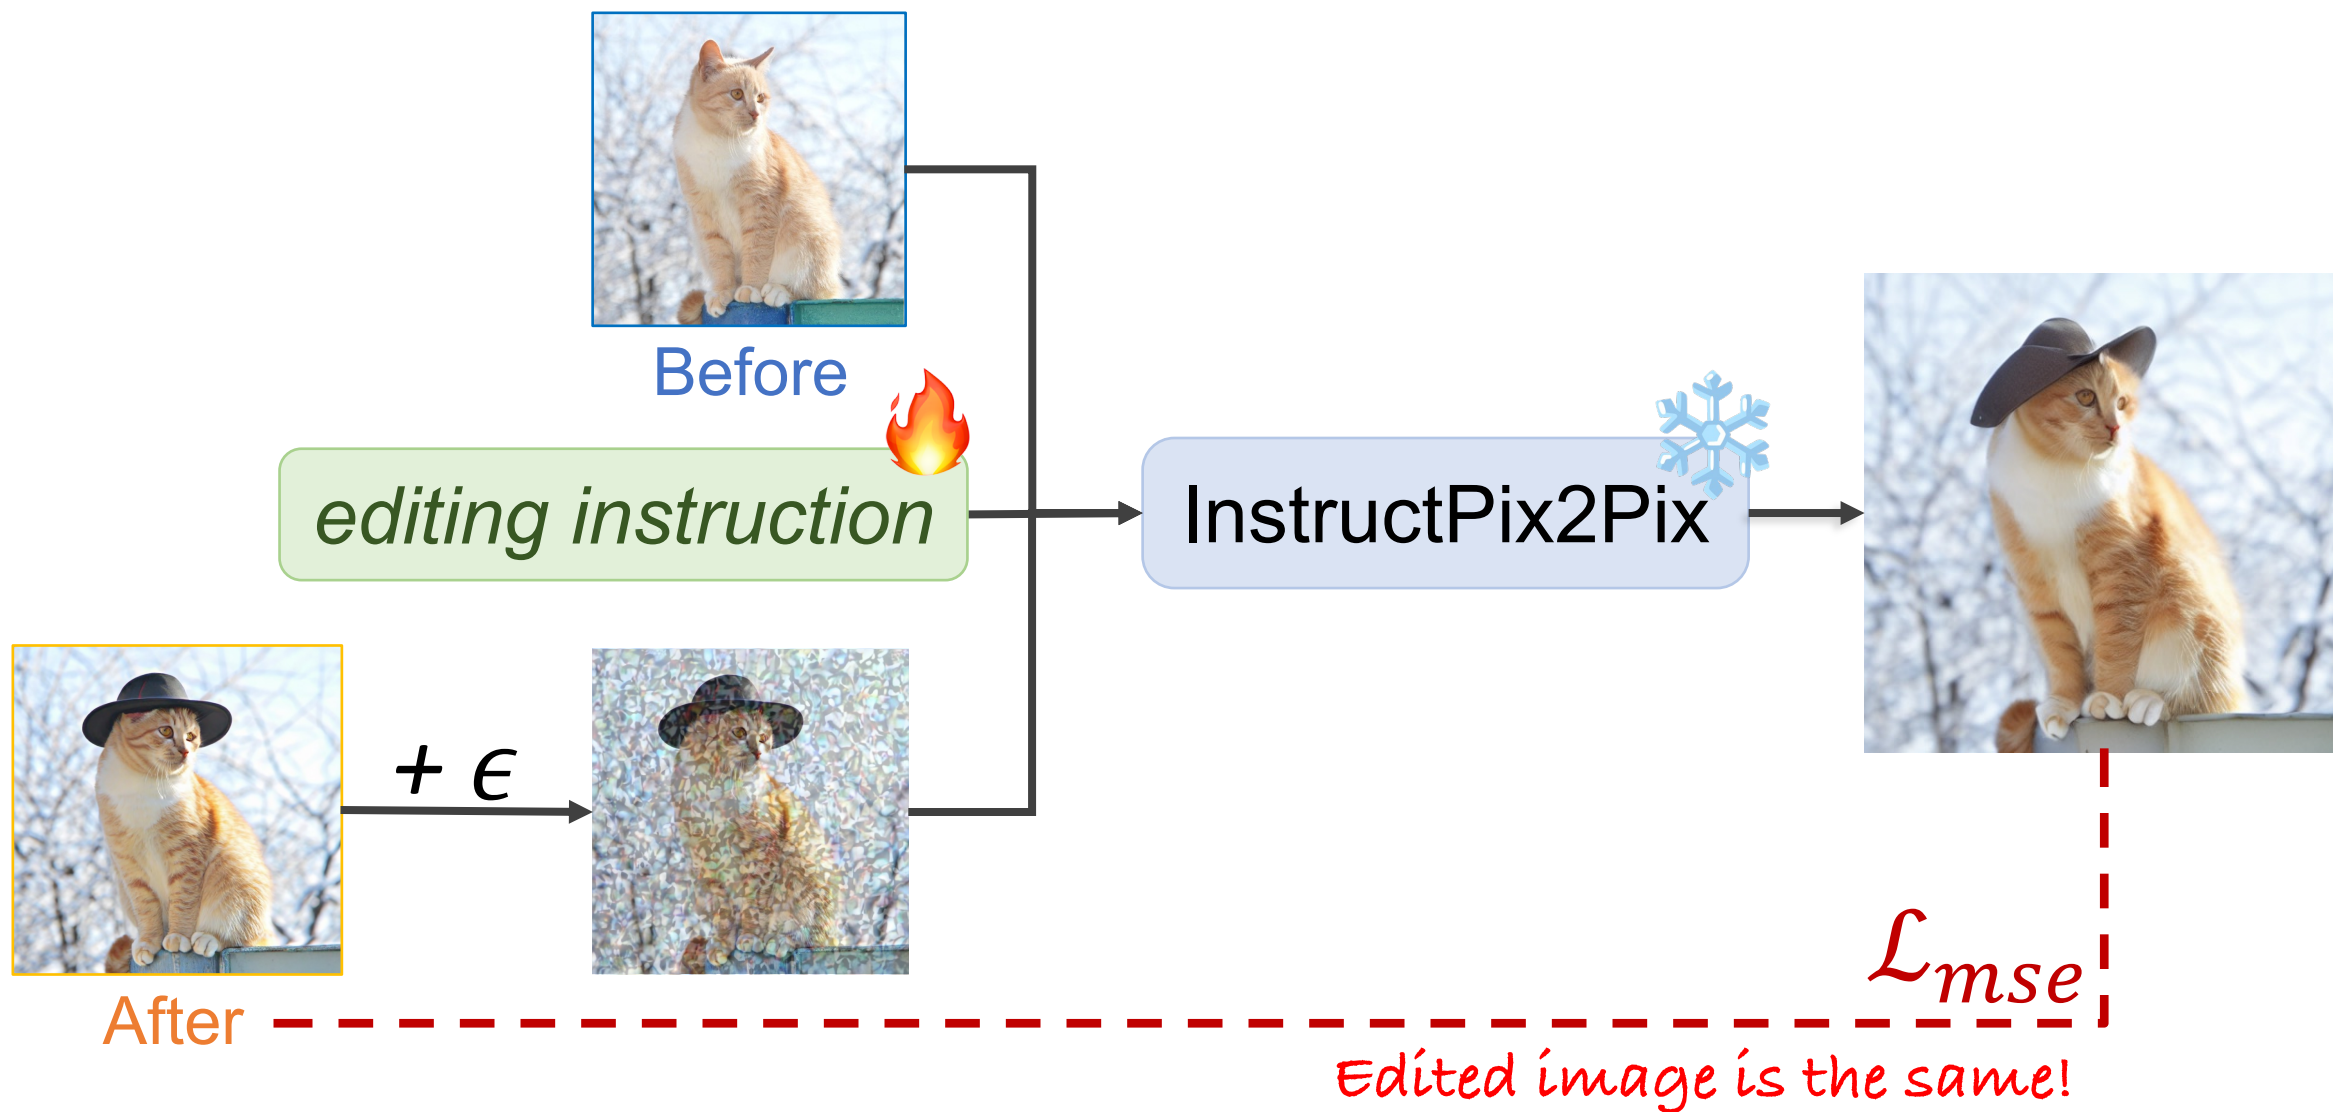 Before
editing instruction
InstructPix2Pix
+ ϵ
ℒmse
After
Edited image is the same!